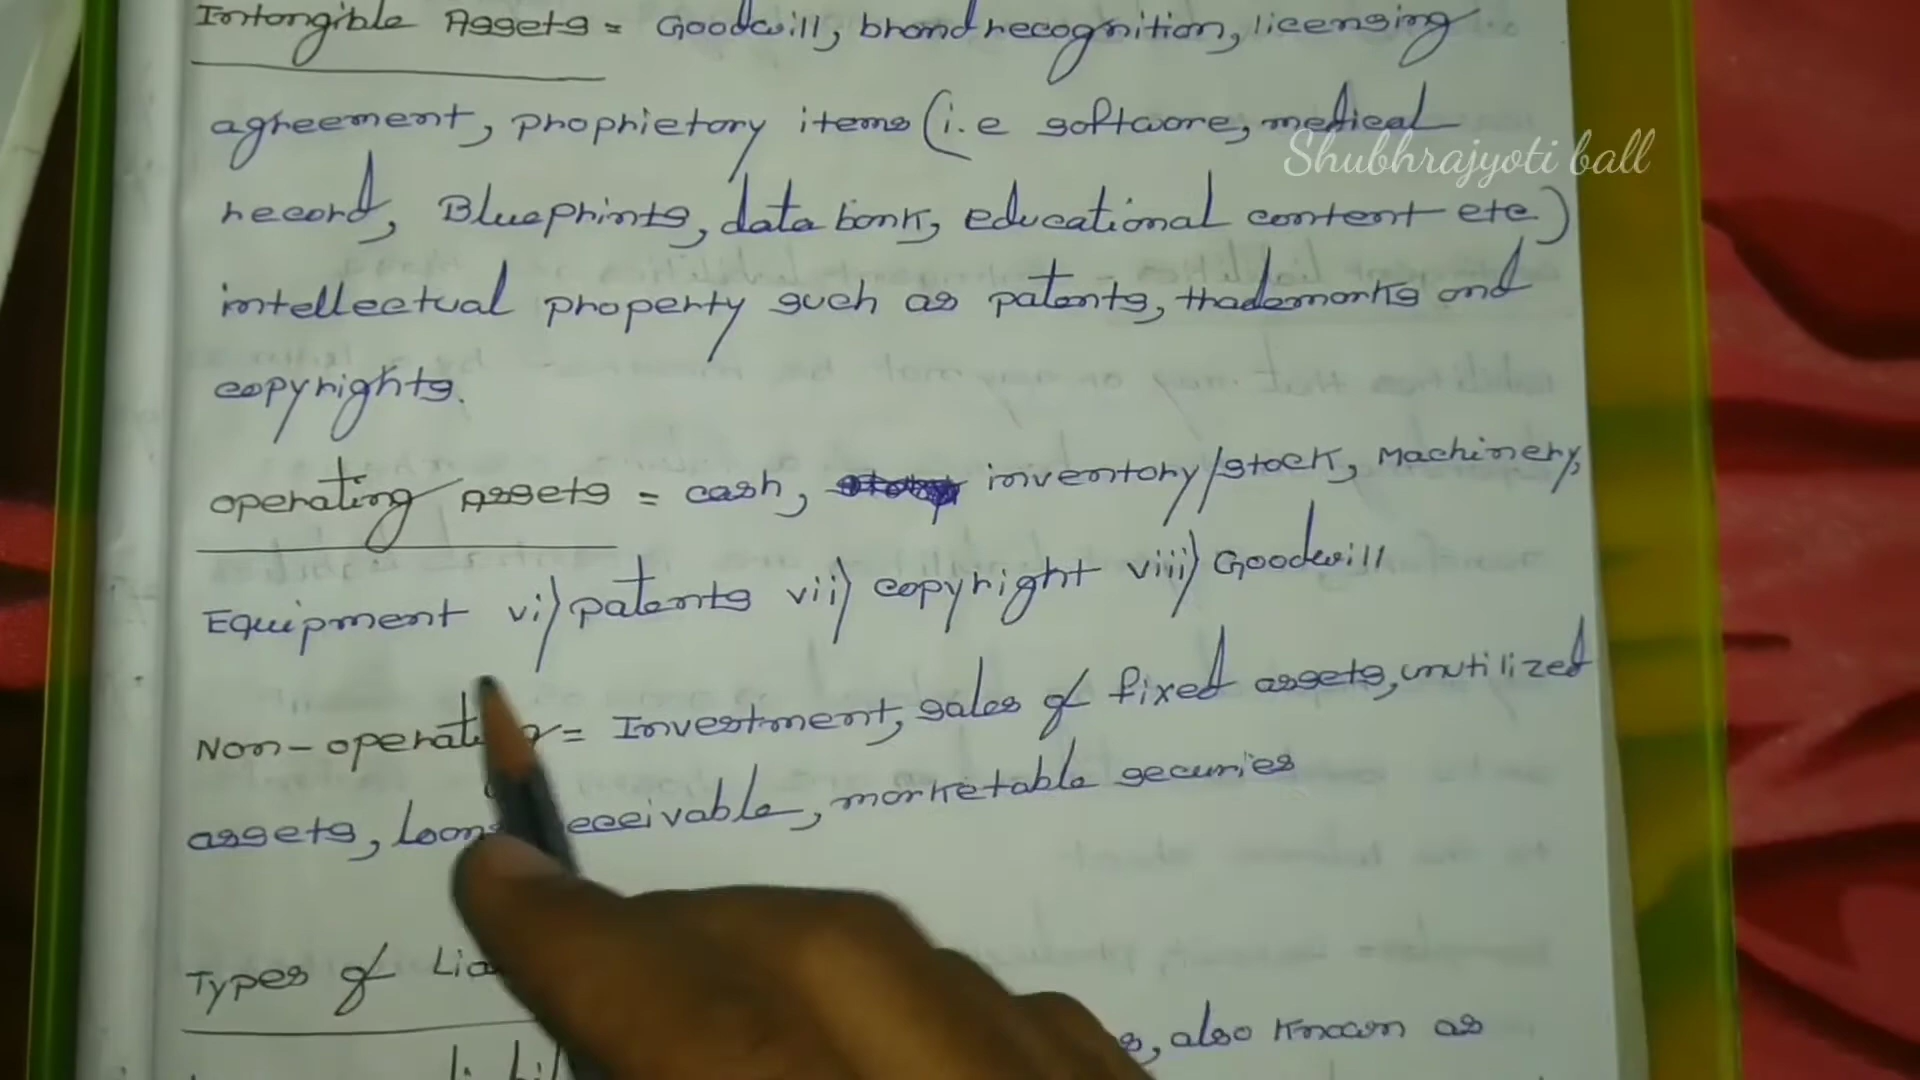 Intangible Assets = Goodwill, brand recognition, licensing
agreement, prophietory items (i.e software, medical
Shubhrajyoti ball
record, Blueprints, data bank, educational content etc)
intellectual property such as patents, trademarks and
copyrights.
operating Assets = cash, inventory/stock, Machinery,
Equipment vi) patents vii) copyright viii) Goodwill
Non-operating = Investment, sales of fixed assets, unutilized
assets, Loans receivable, marketable securies
Types of
, also known as